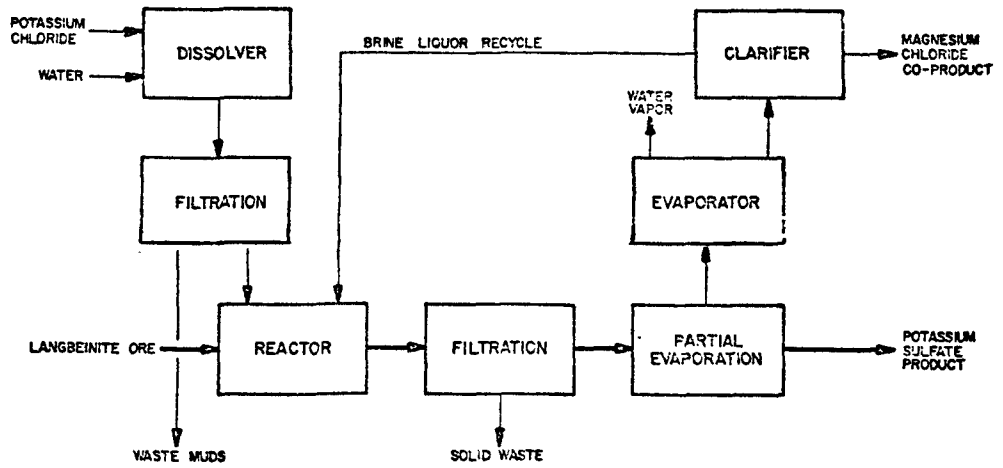 POTASSIUM
CHLORIDE
WATER
DISSOLVER
BRINE LIQUOR RECYCLE
CLARIFIER
MAGNESIUM
CHLORIDE
CO-PRODUCT
WATER
VAPOR
FILTRATION
EVAPORATOR
LANGBEINITE ORE
REACTOR
FILTRATION
PARTIAL
EVAPORATION
POTASSIUM
SULFATE
PRODUCT
WASTE MUDS
SOLID WASTE